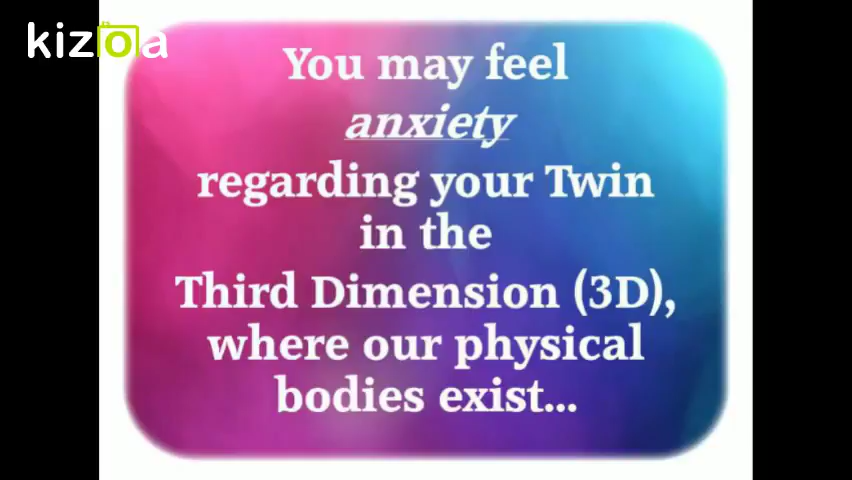 kizoa
You may feel
anxiety
regarding your Twin
in the
Third Dimension (3D),
where our physical
bodies exist...